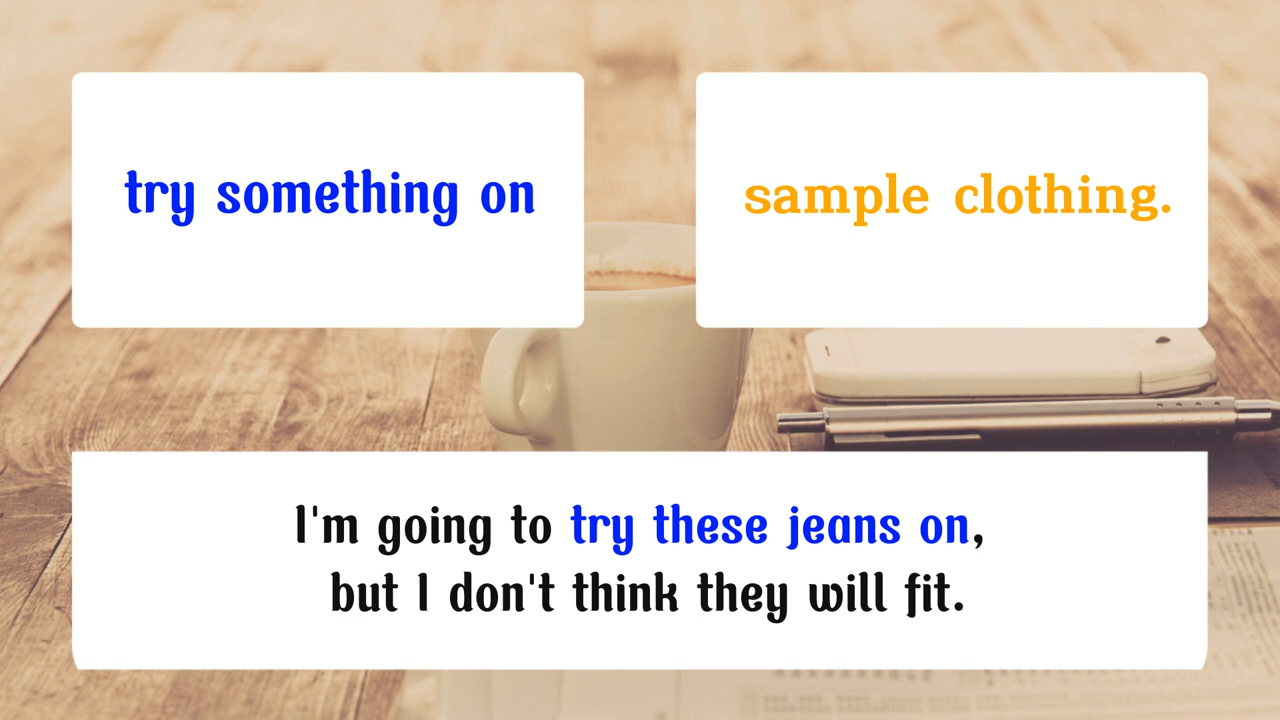 try something on
sample clothing.
I'm going to try these jeans on,
but I don't think they will fit.